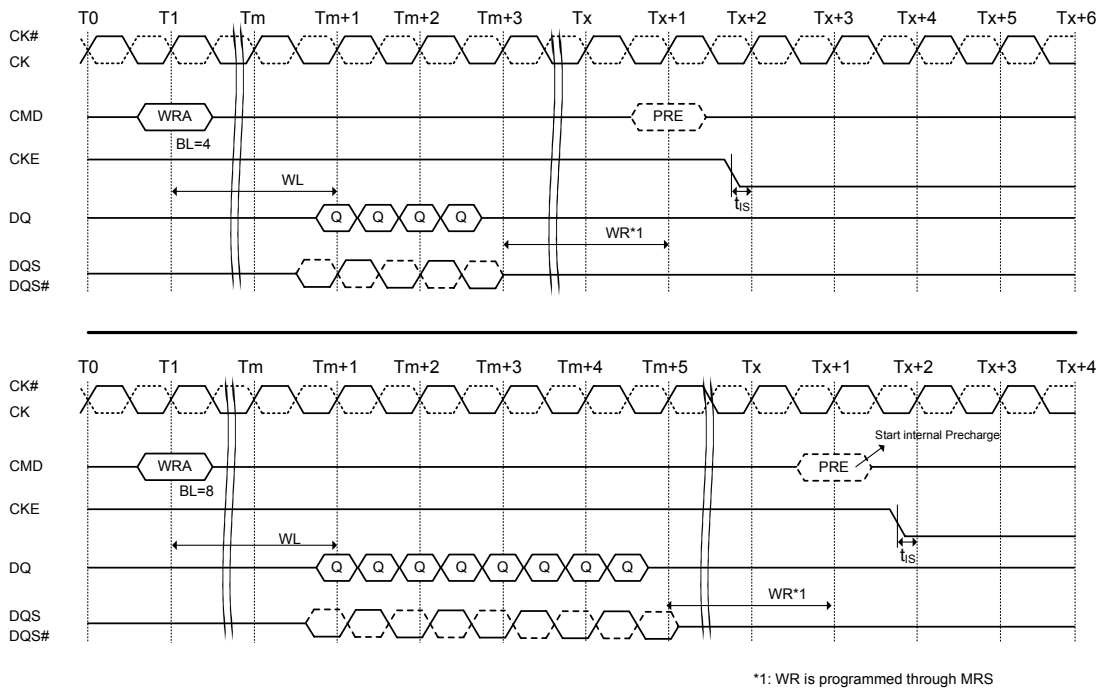 T0 T1 Tm Tm+1 Tm+2 Tm+3 Tx Tx+1 Tx+2 Tx+3 Tx+4 Tx+5 Tx+6
CK#
CK
CMD WRA PRE
BL=4
CKE
WL
tIS
DQ Q Q Q Q
WR*1
DQS
DQS#
T0 T1 Tm Tm+1 Tm+2 Tm+3 Tm+4 Tm+5 Tx Tx+1 Tx+2 Tx+3 Tx+4
CK#
CK
Start internal Precharge
CMD WRA PRE
BL=8
CKE
WL
tIS
DQ Q Q Q Q Q Q Q Q
WR*1
DQS
DQS#
*1: WR is programmed through MRS